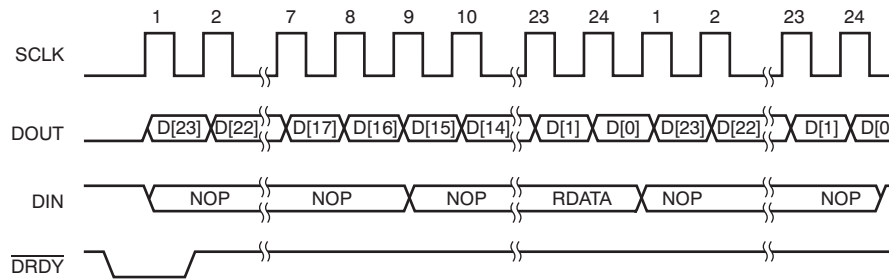 1 2 7 8 9 10 23 24 1 2 23 24
SCLK
DOUT D[23] D[22] D[17] D[16] D[15] D[14] D[1] D[0] D[23] D[22] D[1] D[0
DIN NOP NOP NOP RDATA NOP NOP
DRDY